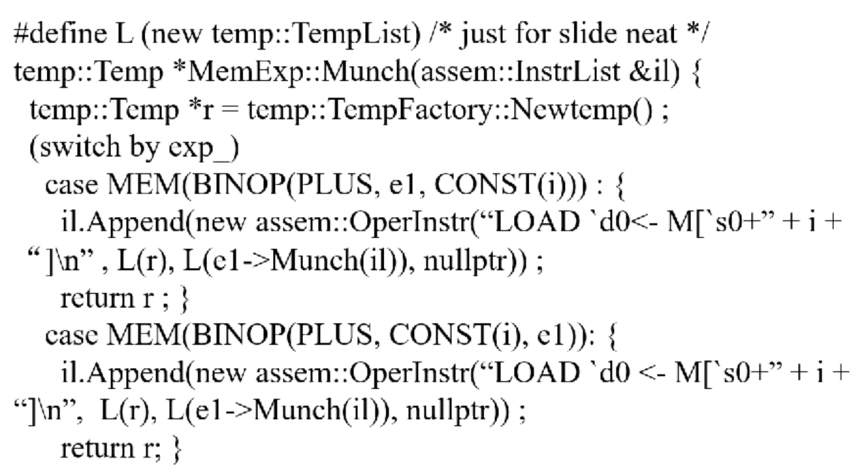 #define L (new temp::TempList) /* just for slide neat */
temp::Temp *MemExp::Munch(assem::InstrList &il) {
temp::Temp *r = temp::TempFactory::Newtemp() ;
(switch by exp_)
case MEM(BINOP(PLUS, e1, CONST(i))) : {
il.Append(new assem::OperInstr(“LOAD `d0<- M[`s0+” + i +
“ ]\n” , L(r), L(e1->Munch(il)), nullptr)) ;
return r ; }
case MEM(BINOP(PLUS, CONST(i), e1)): {
il.Append(new assem::OperInstr(“LOAD `d0 <- M[`s0+” + i +
“]\n”, L(r), L(e1->Munch(il)), nullptr)) ;
return r; }